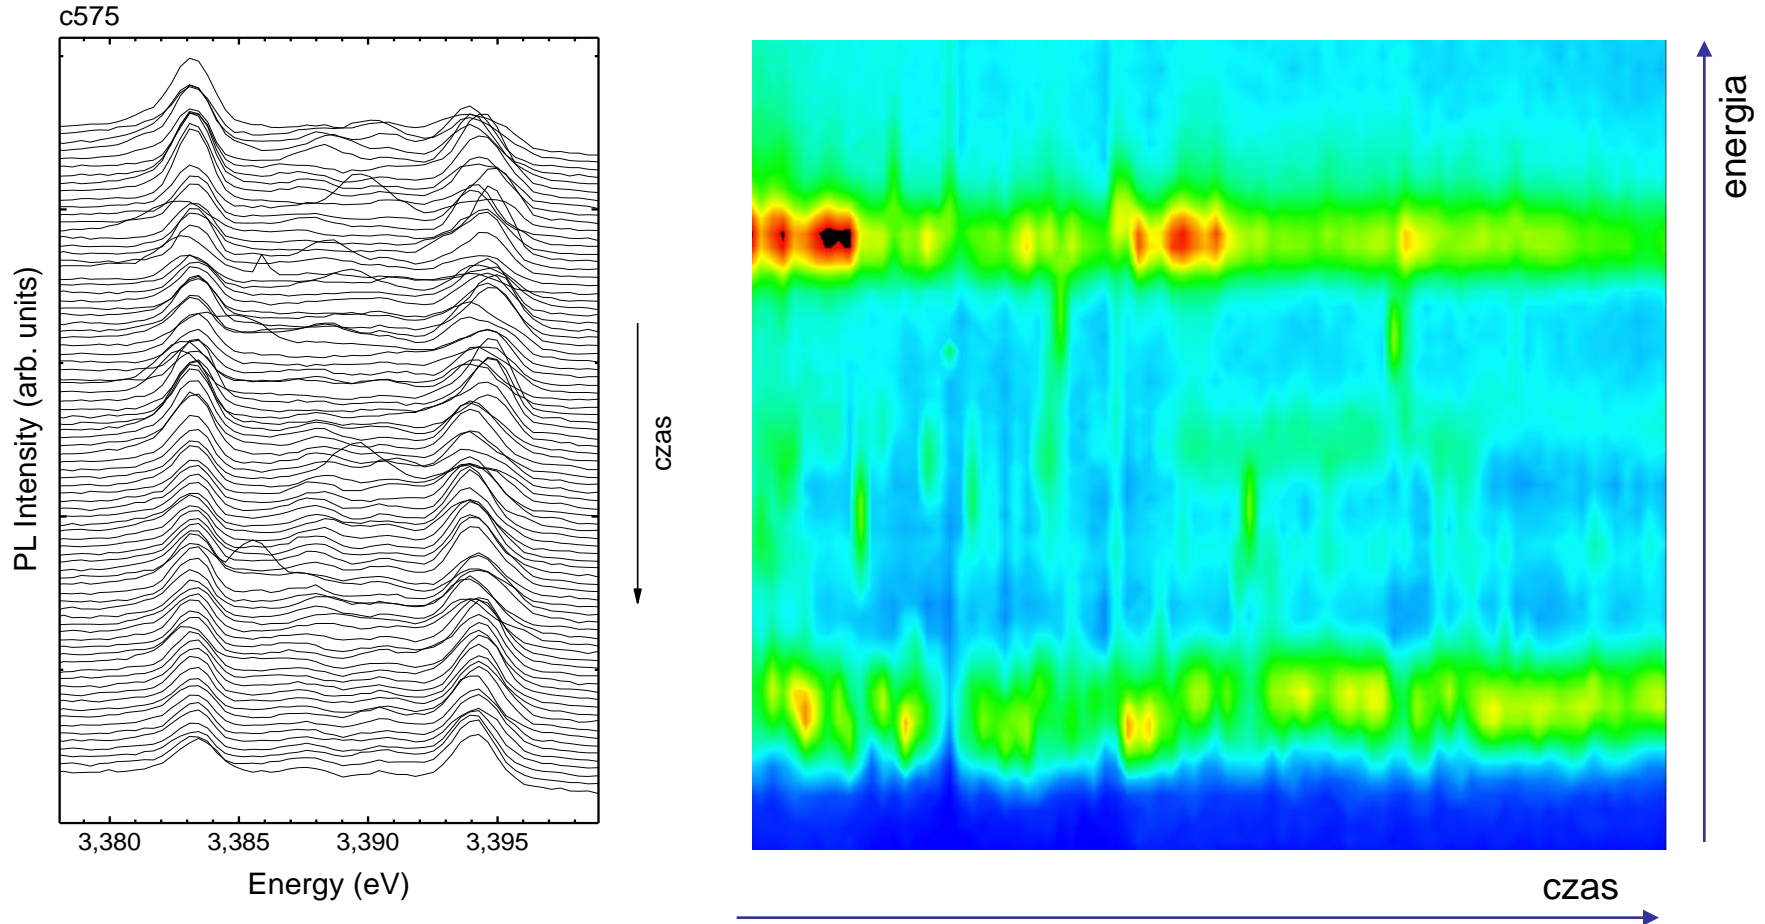 c575
PL Intensity (arb. units)
3,380 3,385 3,390 3,395
Energy (eV)
czas
energia
czas